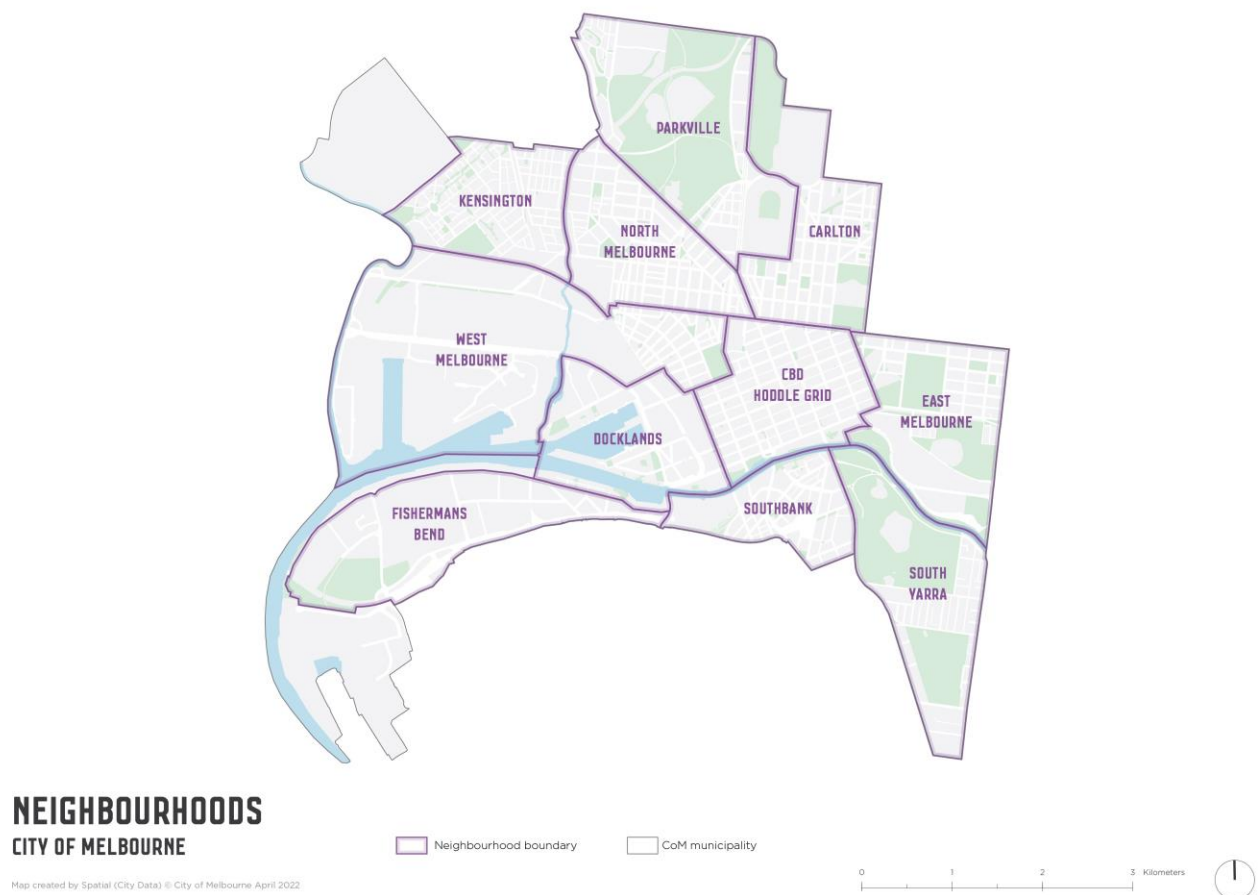 PARKVILLE
KENSINGTON
NORTH
MELBOURNE
CARLTON
WEST
MELBOURNE
CBD
HODDLE GRID
EAST
MELBOURNE
DOCKLANDS
FISHERMANS
BEND
SOUTHBANK
SOUTH
YARRA
NEIGHBOURHOODS
CITY OF MELBOURNE
Neighbourhood boundary
CoM municipality
Map created by Spatial (City Data) © City of Melbourne April 2022
0 1 2 3 Kilometers